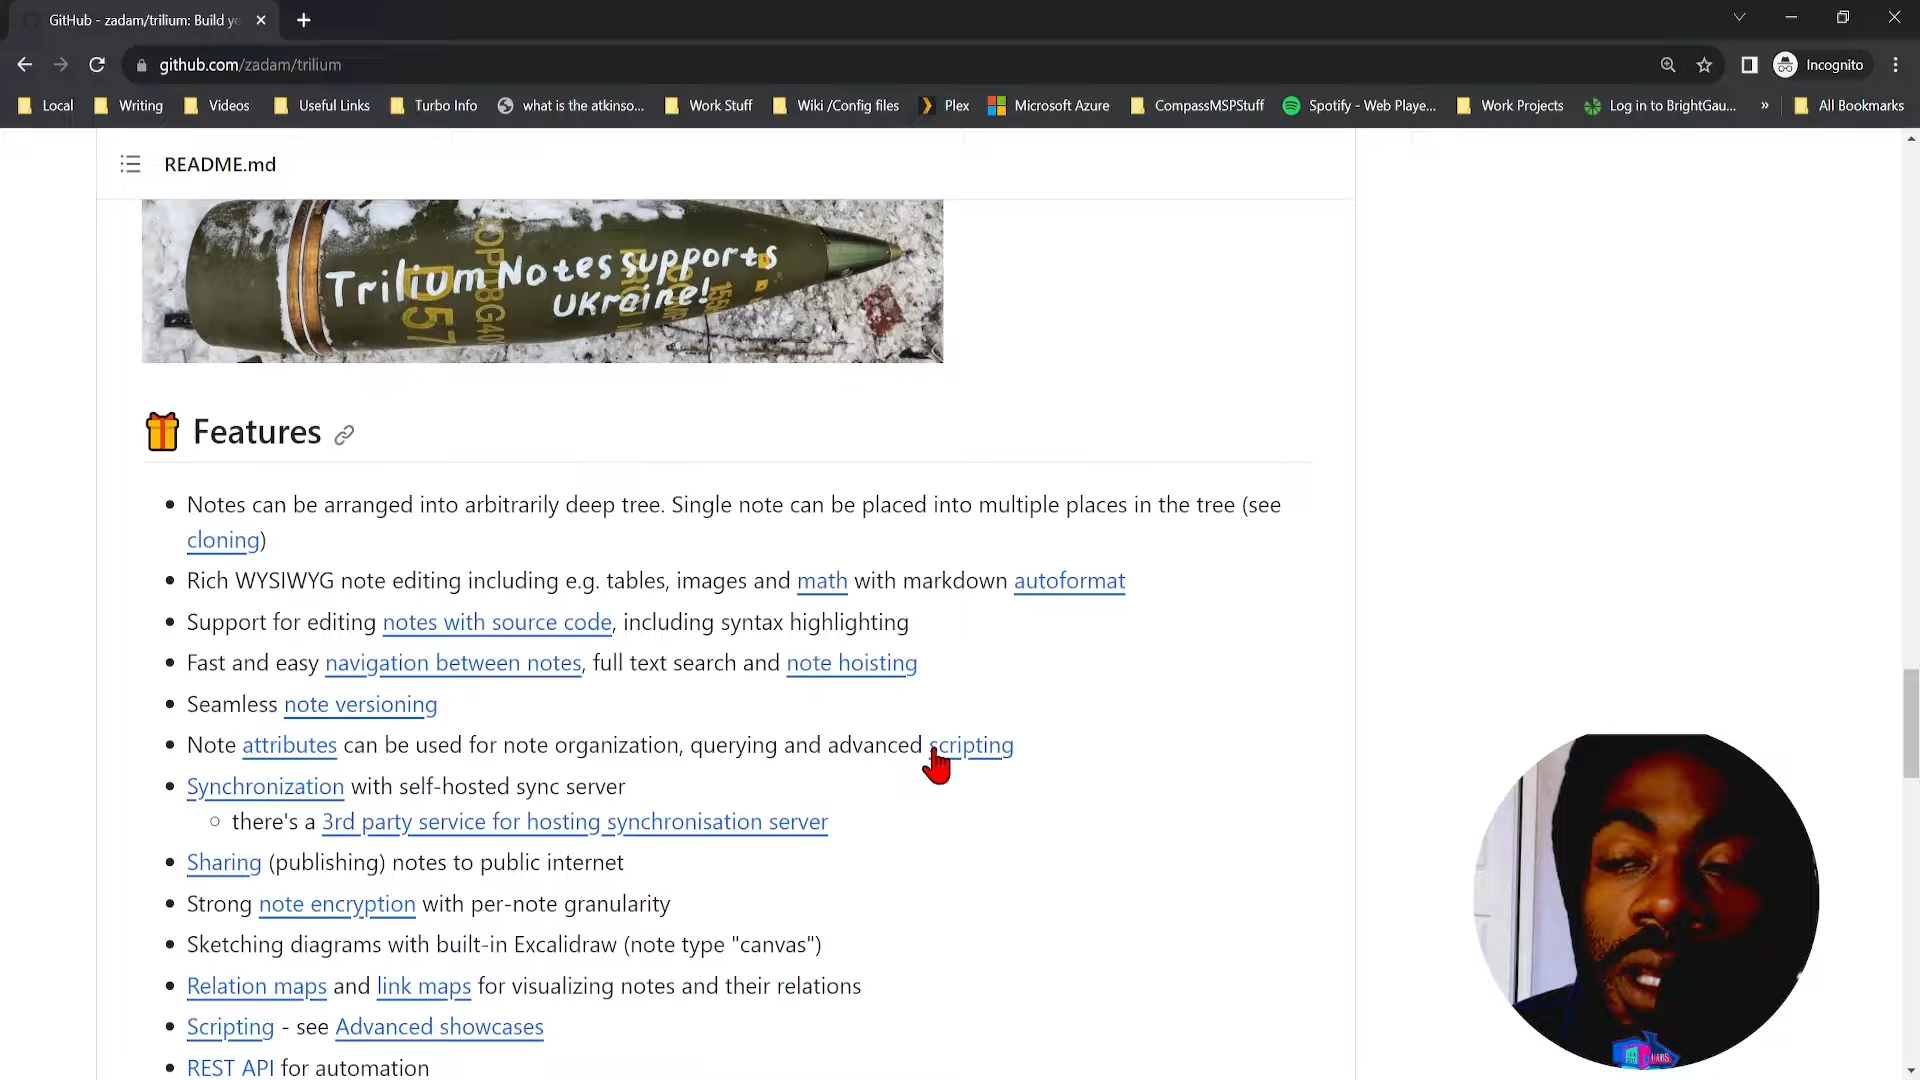 GitHub - zadam/trilium: Build yo
github.com/zadam/trilium
Incognito
Local
Writing
Videos
Useful Links
Turbo Info
what is the atkinso...
Work Stuff
Wiki /Config files
Plex
Microsoft Azure
CompassMSPStuff
Spotify - Web Playe...
Work Projects
Log in to BrightGau...
»
All Bookmarks
README.md
Trilium Notes supports
UKraine!
D57
Features
Notes can be arranged into arbitrarily deep tree. Single note can be placed into multiple places in the tree (see
cloning)
Rich WYSIWYG note editing including e.g. tables, images and math with markdown autoformat
Support for editing notes with source code, including syntax highlighting
Fast and easy navigation between notes, full text search and note hoisting
Seamless note versioning
Note attributes can be used for note organization, querying and advanced scripting
Synchronization with self-hosted sync server
there's a 3rd party service for hosting synchronisation server
Sharing (publishing) notes to public internet
Strong note encryption with per-note granularity
Sketching diagrams with built-in Excalidraw (note type "canvas")
Relation maps and link maps for visualizing notes and their relations
Scripting - see Advanced showcases
REST API for automation